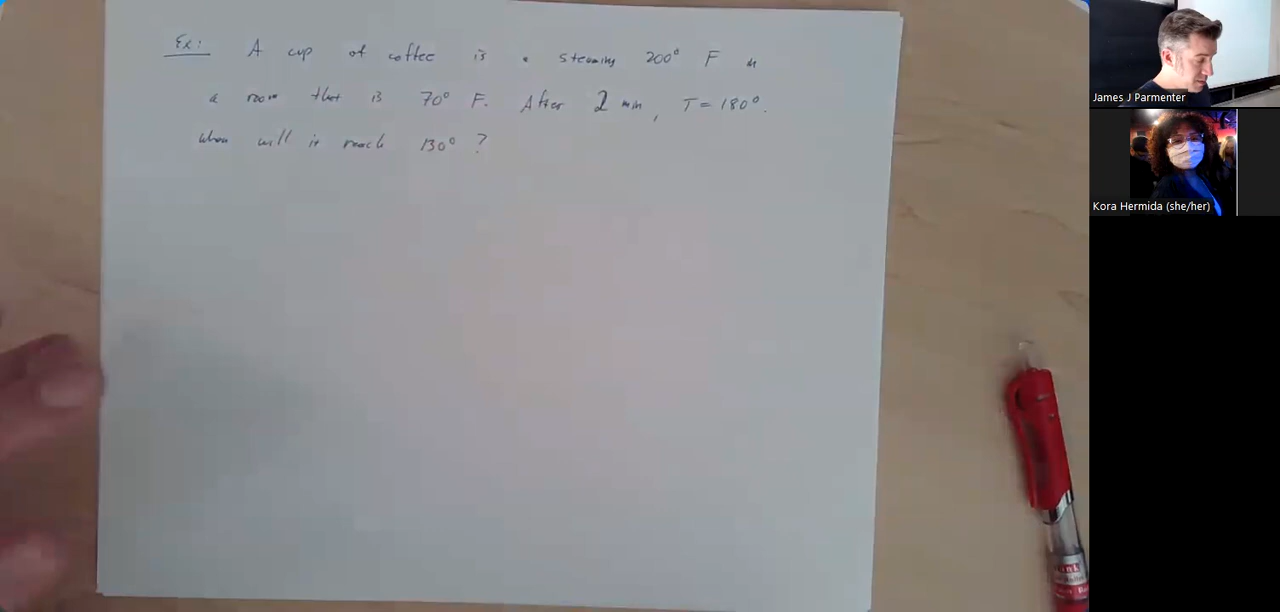 Ex: A cup of coffee is a steaming 200° F in
a room that is 70° F. After 2 min, T = 180°.
When will it reach 130° ?
James J Parmenter
Kora Hermida (she/her)